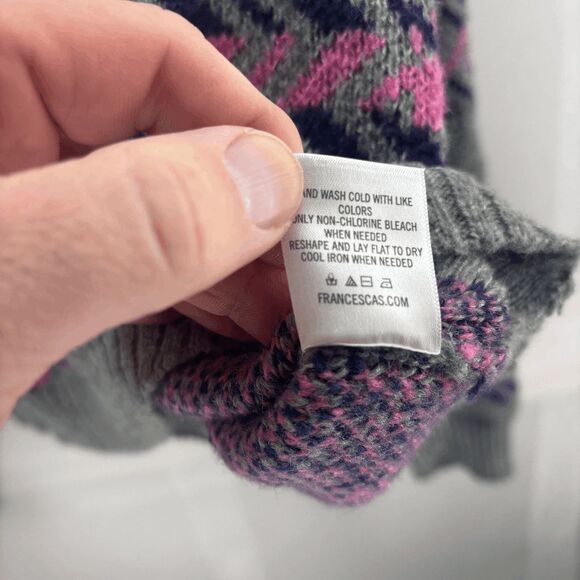 AND WASH COLD WITH LIKE
COLORS
ONLY NON-CHLORINE BLEACH
WHEN NEEDED
RESHAPE AND LAY FLAT TO DRY
COOL IRON WHEN NEEDED
FRANCESCAS.COM